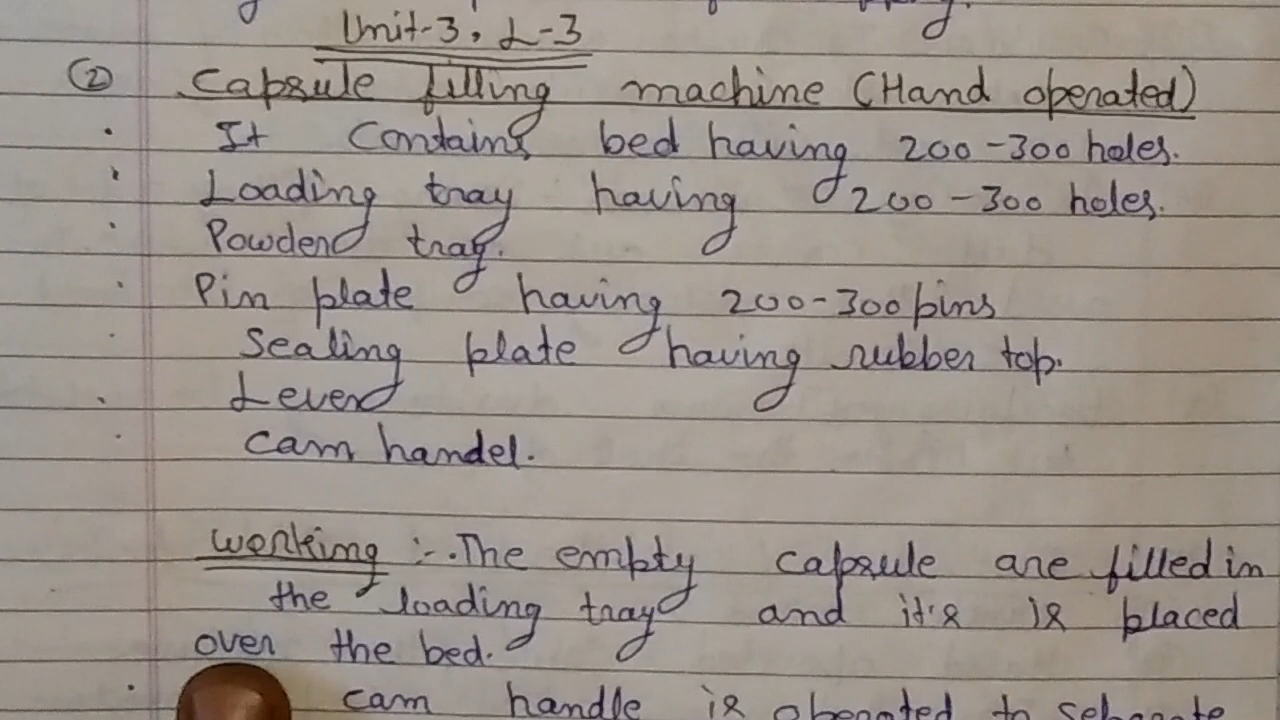 Unit-3, L-3
② Capsule filling machine (Hand operated)
· It Contains bed having 200-300 holes.
· Loading tray having 200-300 holes.
· Powder tray.
· Pin plate having 200-300 pins
· Sealing plate having rubber top.
· Lever
· Cam handel.
Working :- .The empty capsule are filled in
the loading tray and it's is placed
over the bed.
· cam handle is operated to separate